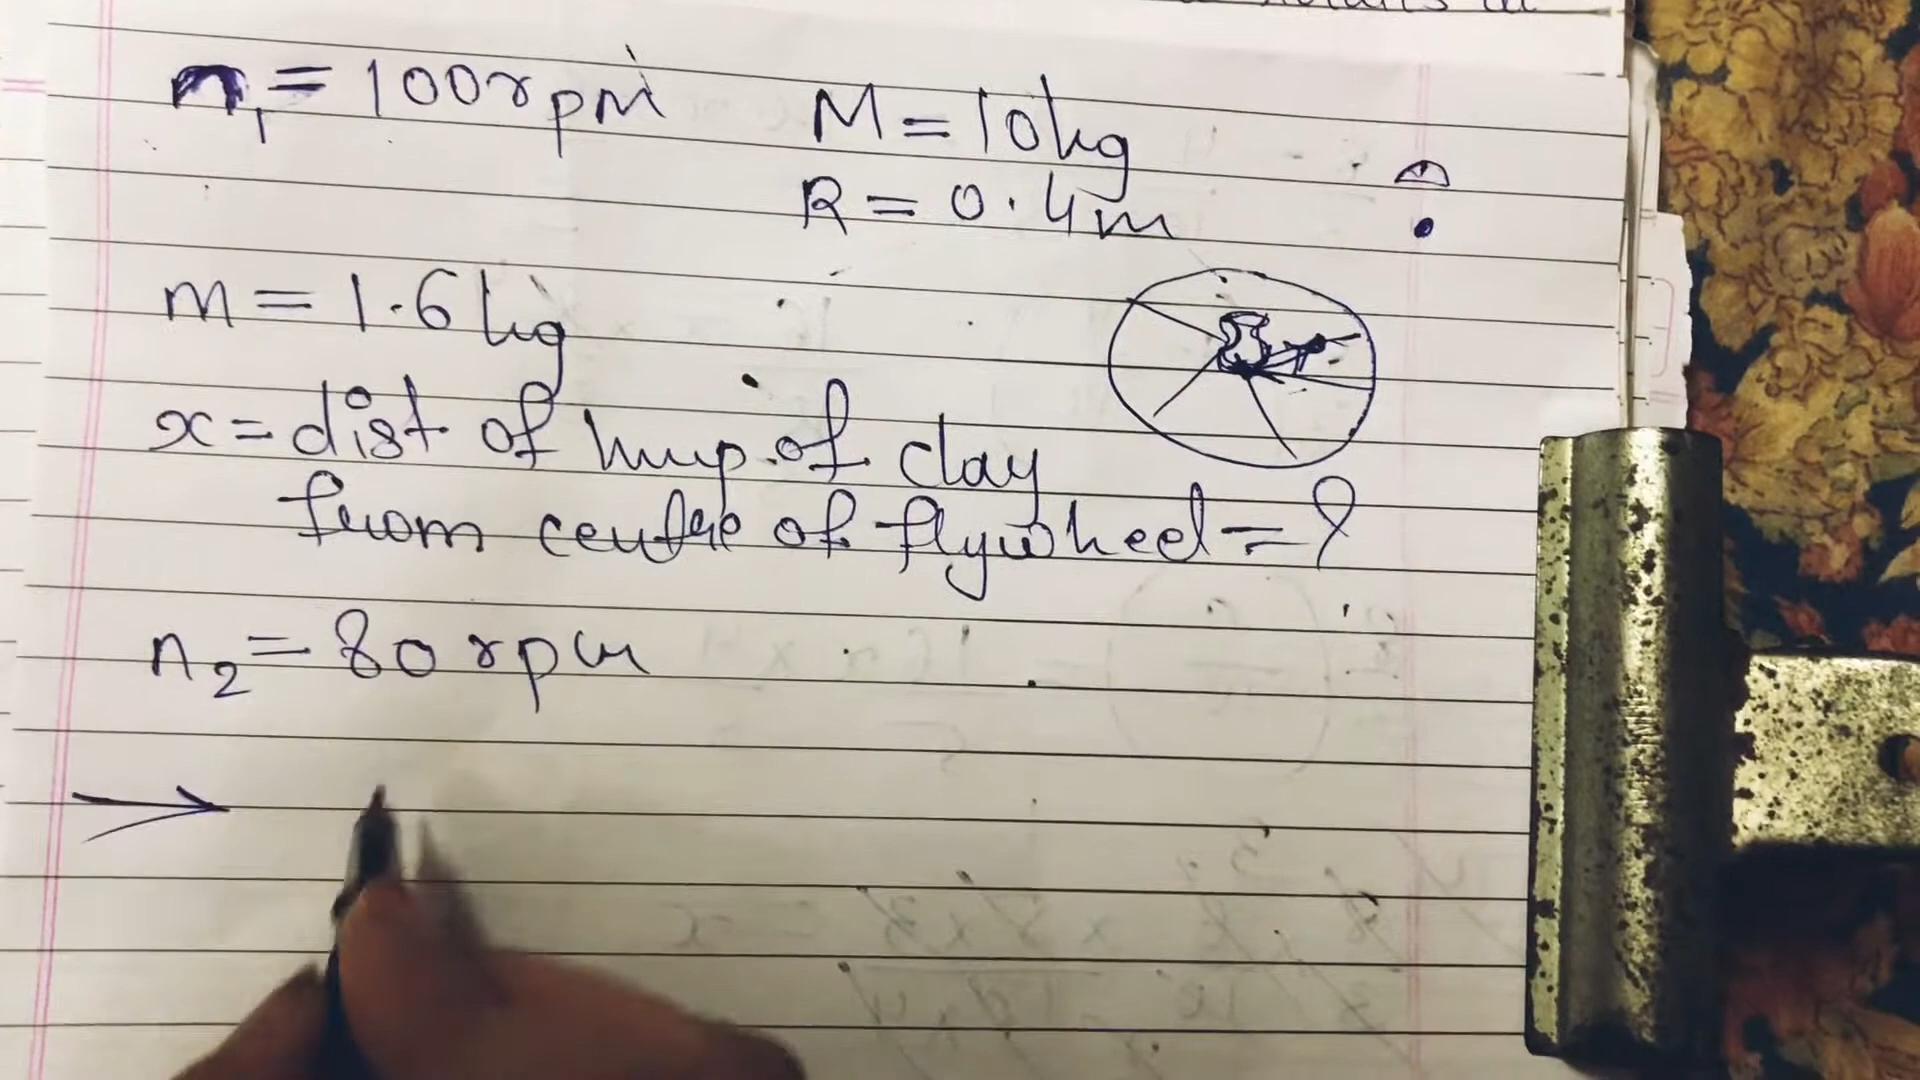 n₁ = 100 rpm
M = 10 kg
R = 0.4 m
m = 1.6 kg
x = dist. of lump of clay
from centre of flywheel = ?
n₂ = 80 rpm